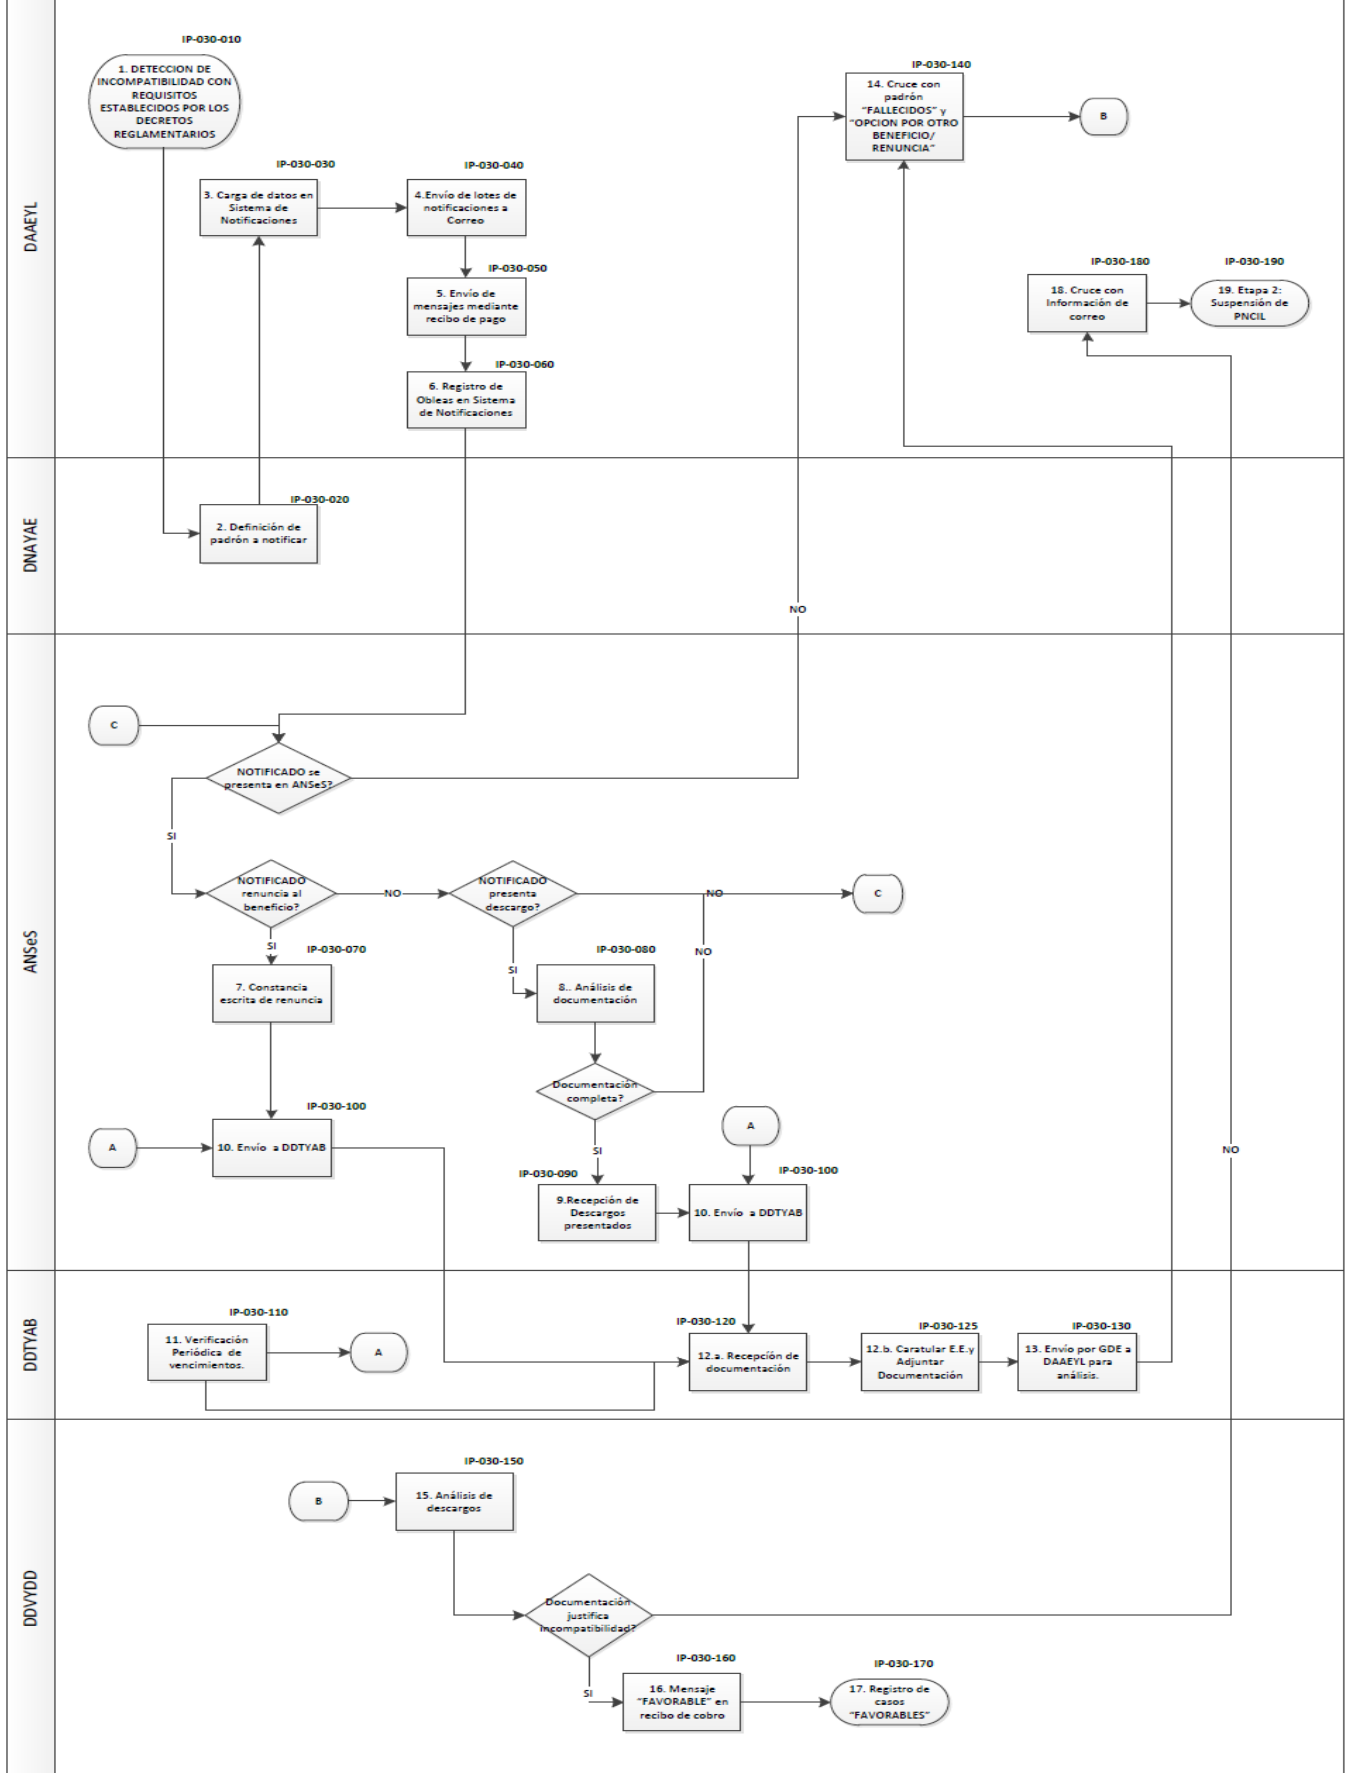 DAAEYL
IP-030-010
1. DETECCION DE
INCOMPATIBILIDAD CON
REQUISITOS
ESTABLECIDOS POR LOS
DECRETOS
REGLAMENTARIOS
IP-030-030
3. Carga de datos en
Sistema de
Notificaciones
IP-030-040
4.Envío de lotes de
notificaciones a
Correo
IP-030-050
5. Envío de
mensajes mediante
recibo de pago
IP-030-060
6. Registro de
Obleas en Sistema
de Notificaciones
IP-030-140
14. Cruce con
padrón
“FALLECIDOS” y
“OPCION POR OTRO
BENEFICIO/
RENUNCIA”
B
IP-030-180
18. Cruce con
Información de
correo
IP-030-190
19. Etapa 2:
Suspensión de
PNCIL
DNAYAE
IP-030-020
2. Definición de
padrón a notificar
NO
ANSeS
C
NOTIFICADO se
presenta en ANSeS?
SI
NOTIFICADO
renuncia al
beneficio?
NO
NOTIFICADO
presenta
descargo?
NO
C
SI
IP-030-070
7. Constancia
escrita de renuncia
SI
IP-030-080
8.. Análisis de
documentación
NO
Documentación
completa?
IP-030-100
A
10. Envío a DDTYAB
SI
A
IP-030-090
9.Recepción de
Descargos
presentados
IP-030-100
10. Envío a DDTYAB
NO
DDTYAB
IP-030-110
11. Verificación
Periódica de
vencimientos.
A
IP-030-120
12.a. Recepción de
documentación
IP-030-125
12.b. Caratular E.E.y
Adjuntar
Documentación
IP-030-130
13. Envío por GDE a
DAAEYL para
análisis.
DDVYDD
B
IP-030-150
15. Análisis de
descargos
Documentación
justifica
incompatibilidad?
SI
IP-030-160
16. Mensaje
“FAVORABLE” en
recibo de cobro
IP-030-170
17. Registro de
casos
“FAVORABLES”